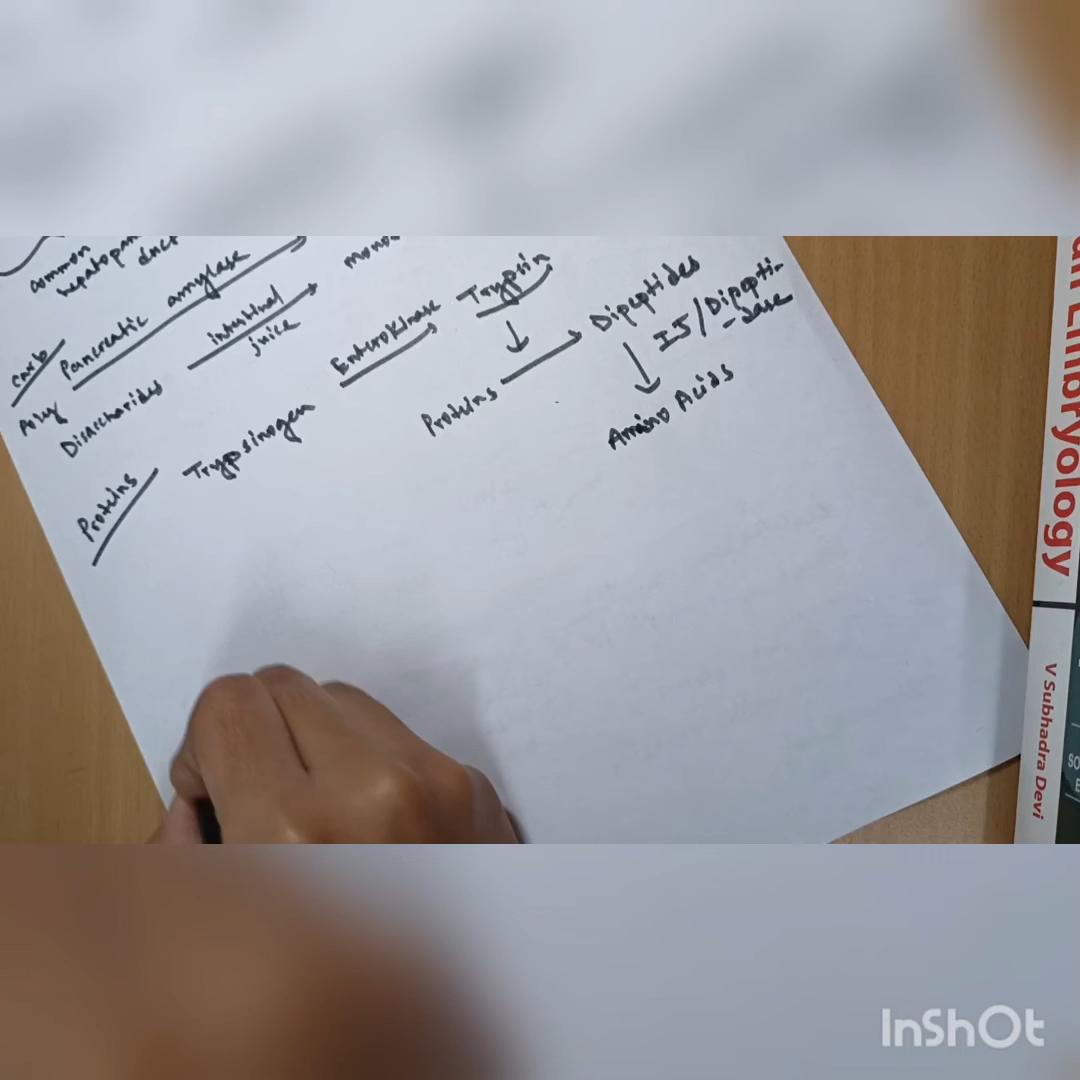 common
hepatopan
duct
Carb
Pancreatic amylase
Poly
Disaccharides
intestinal
juice
mono
Proteins
Trypsinogen
Enterokinase
Trypsin
Proteins
Dipeptides
IJ/Dipepti-
-dase
Amino Acids
Embryology
V Subhadra Devi
InShOt